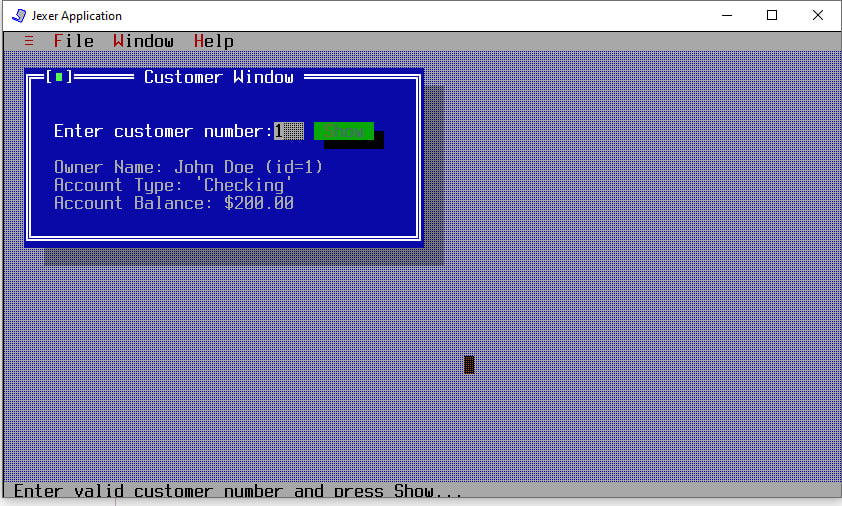 Jexer Application
≡ File Window Help
Customer Window
Enter customer number:1 Show
Owner Name: John Doe (id=1)
Account Type: 'Checking'
Account Balance: $200.00
Enter valid customer number and press Show...